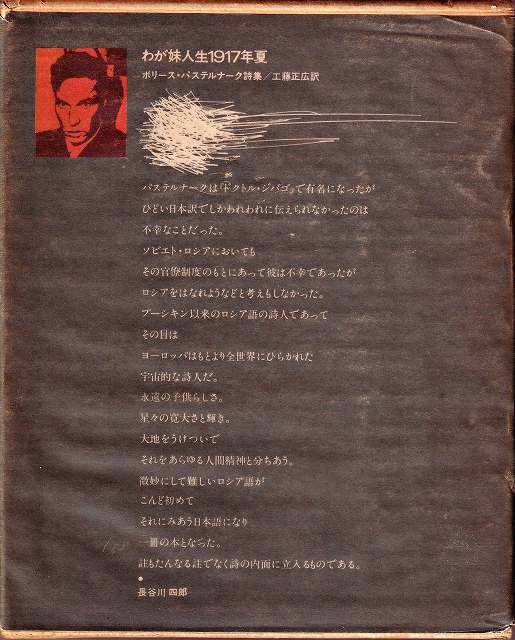 わが妹人生1917年夏
ボリース・パステルナーク詩集/工藤正広訳
パステルナークは『ドクトル・ジバゴ』で有名になったが
ひどい日本訳でしかわれわれに伝えられなかったのは
不幸なことだった。
ソビエト・ロシアにおいても
その官僚制度のもとにあって彼は不幸であったが
ロシアをはなれようなどと考えもしなかった。
プーシキン以来のロシア語の詩人であって
その目は
ヨーロッパはもとより全世界にひらかれた
宇宙的な詩人だ。
永遠の子供らしさ。
星々の寛大さと輝き。
大地をうけついで
それをあらゆる人間精神と分ちあう。
微妙にして難しいロシア語が
こんど初めて
それにみあう日本語になり
一冊の本となった。
註もたんなる註でなく詩の内面に立入るものである。
●
長谷川 四郎